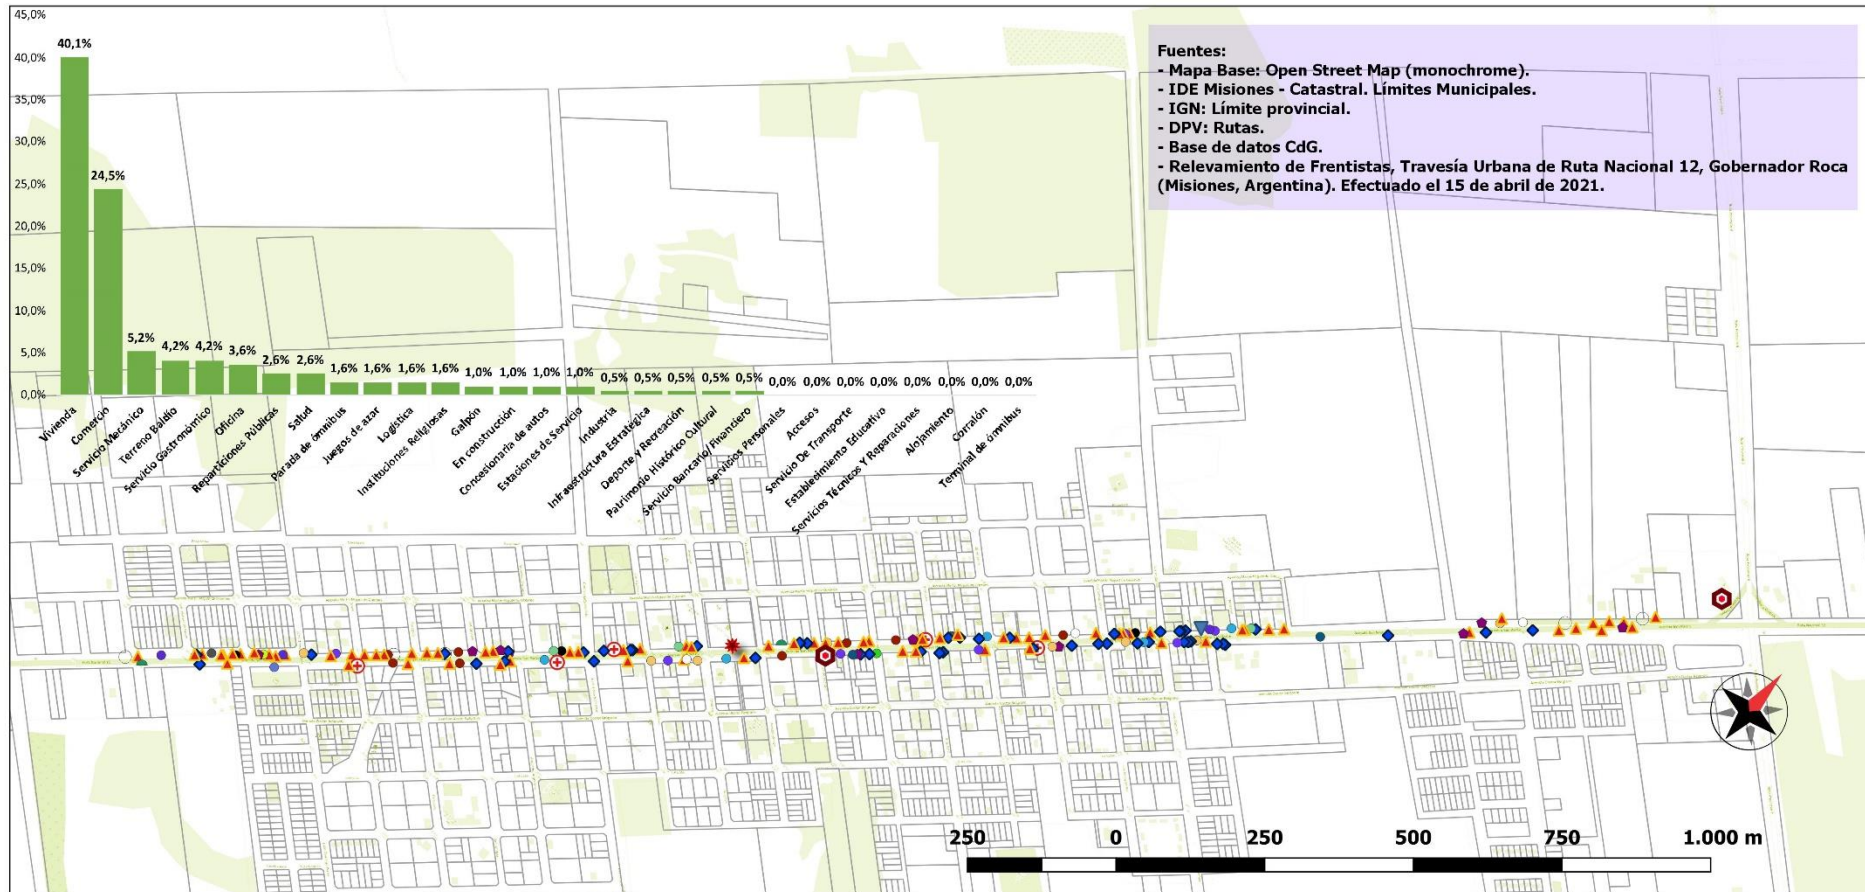 45,0%
40,0%
35,0%
30,0%
25,0%
20,0%
15,0%
10,0%
5,0%
0,0%
40,1%
24,5%
5,2%
4,2%
4,2%
3,6%
2,6%
2,6%
1,6%
1,6%
1,6%
1,6%
1,0%
1,0%
1,0%
1,0%
0,5%
0,5%
0,5%
0,5%
0,5%
0,0%
0,0%
0,0%
0,0%
0,0%
0,0%
0,0%
0,0%
Vivienda
Comercio
Servicio Mecánico
Terreno Baldío
Servicio Gastronómico
Oficina
Reparticiones Públicas
Salud
Parada de ómnibus
Juegos de azar
Logística
Instituciones Religiosas
Galpón
En construcción
Concesionaria de autos
Estaciones de Servicio
Industria
Infraestructura Estratégica
Deporte y Recreación
Patrimonio Histórico Cultural
Servicio Bancario/ Financiero
Servicios Personales
Accesos
Servicio De Transporte
Establecimiento Educativo
Servicios Técnicos Y Reparaciones
Alojamiento
Corralón
Terminal de ómnibus
Fuentes:
- Mapa Base: Open Street Map (monochrome).
- IDE Misiones - Catastral. Límites Municipales.
- IGN: Límite provincial.
- DPV: Rutas.
- Base de datos CdG.
- Relevamiento de Frentistas, Travesía Urbana de Ruta Nacional 12, Gobernador Roca
(Misiones, Argentina). Efectuado el 15 de abril de 2021.
250 0 250 500 750 1.000 m